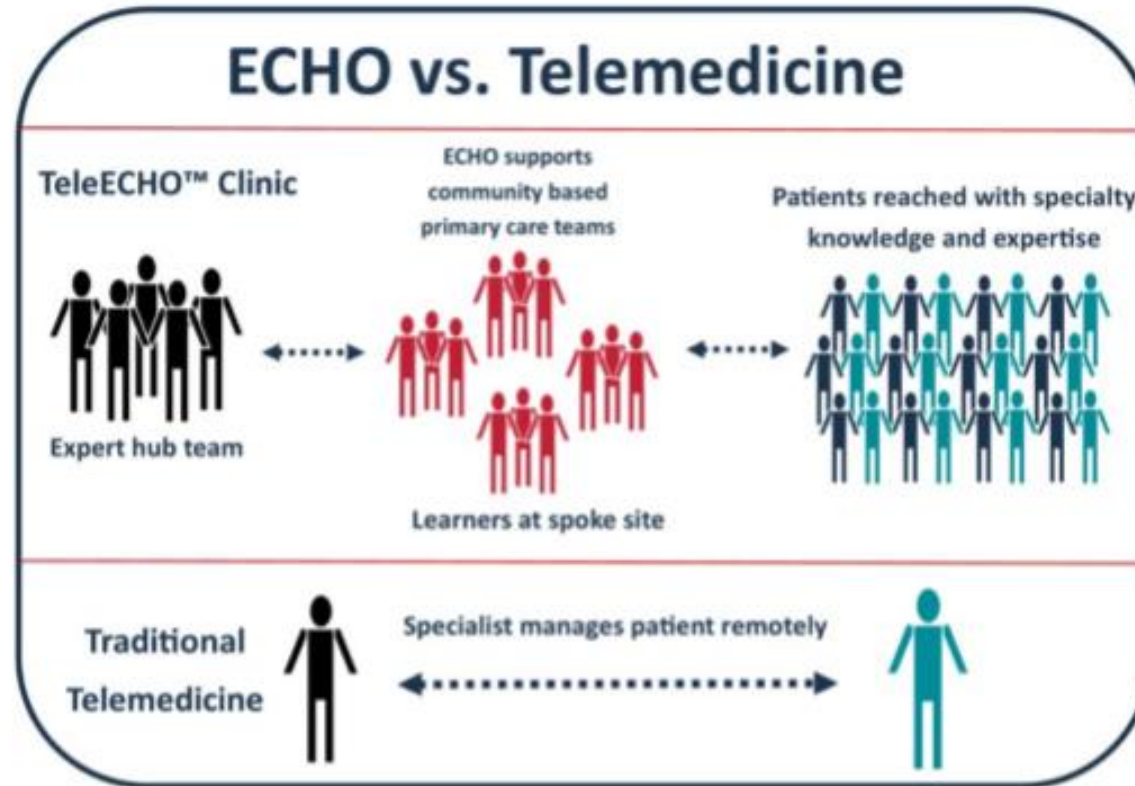 ECHO vs. Telemedicine
TeleECHO™ Clinic
Expert hub team
ECHO supports
community based
primary care teams
Learners at spoke site
Patients reached with specialty
knowledge and expertise
Traditional
Telemedicine
Specialist manages patient remotely